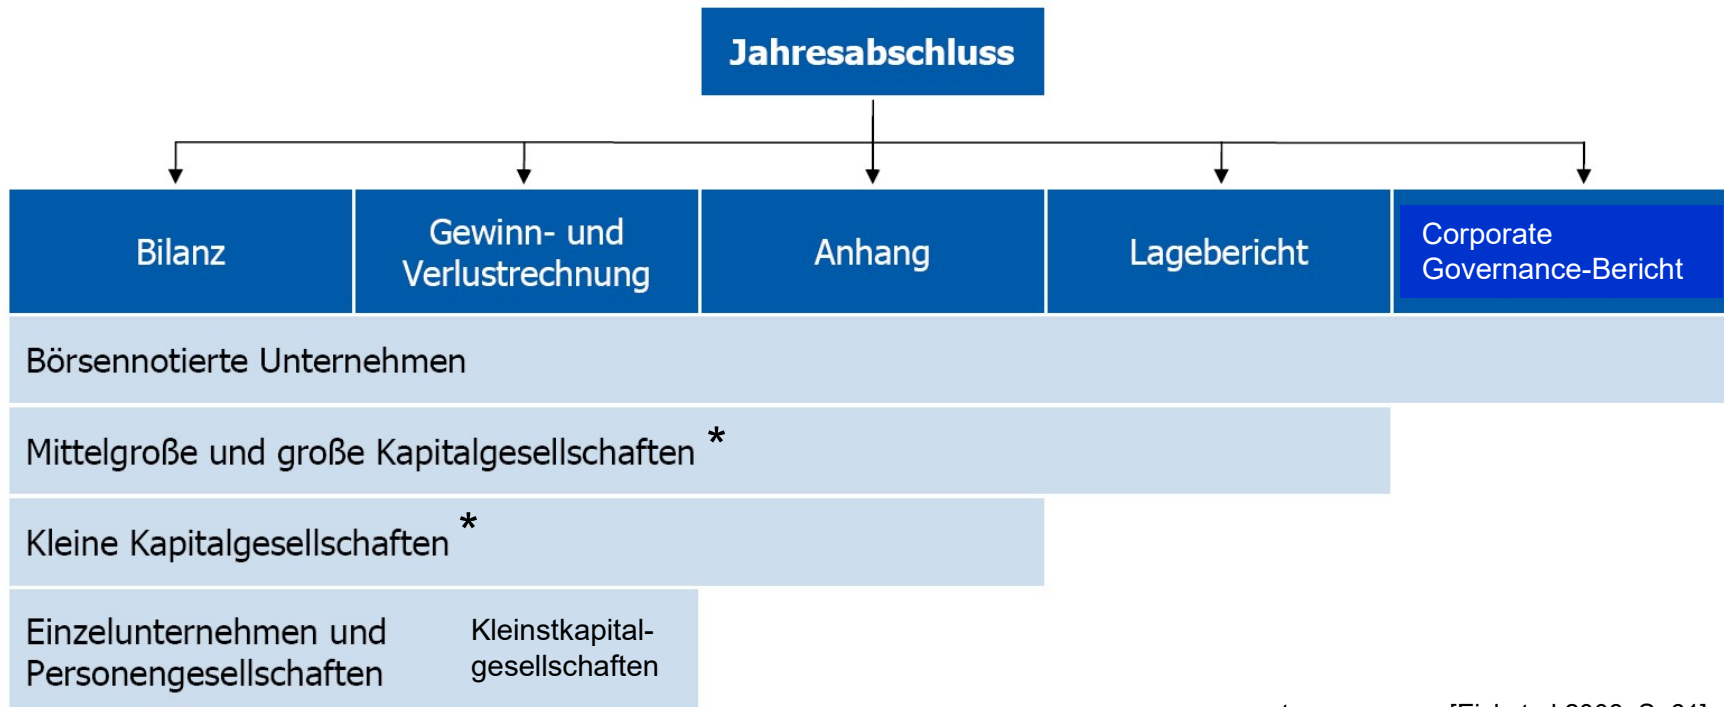 Jahresabschluss
Bilanz
Gewinn- und
Verlustrechnung
Anhang
Lagebericht
Corporate
Governance-Bericht
Börsennotierte Unternehmen
Mittelgroße und große Kapitalgesellschaften *
Kleine Kapitalgesellschaften *
Einzelunternehmen und
Personengesellschaften
Kleinstkapital-
gesellschaften